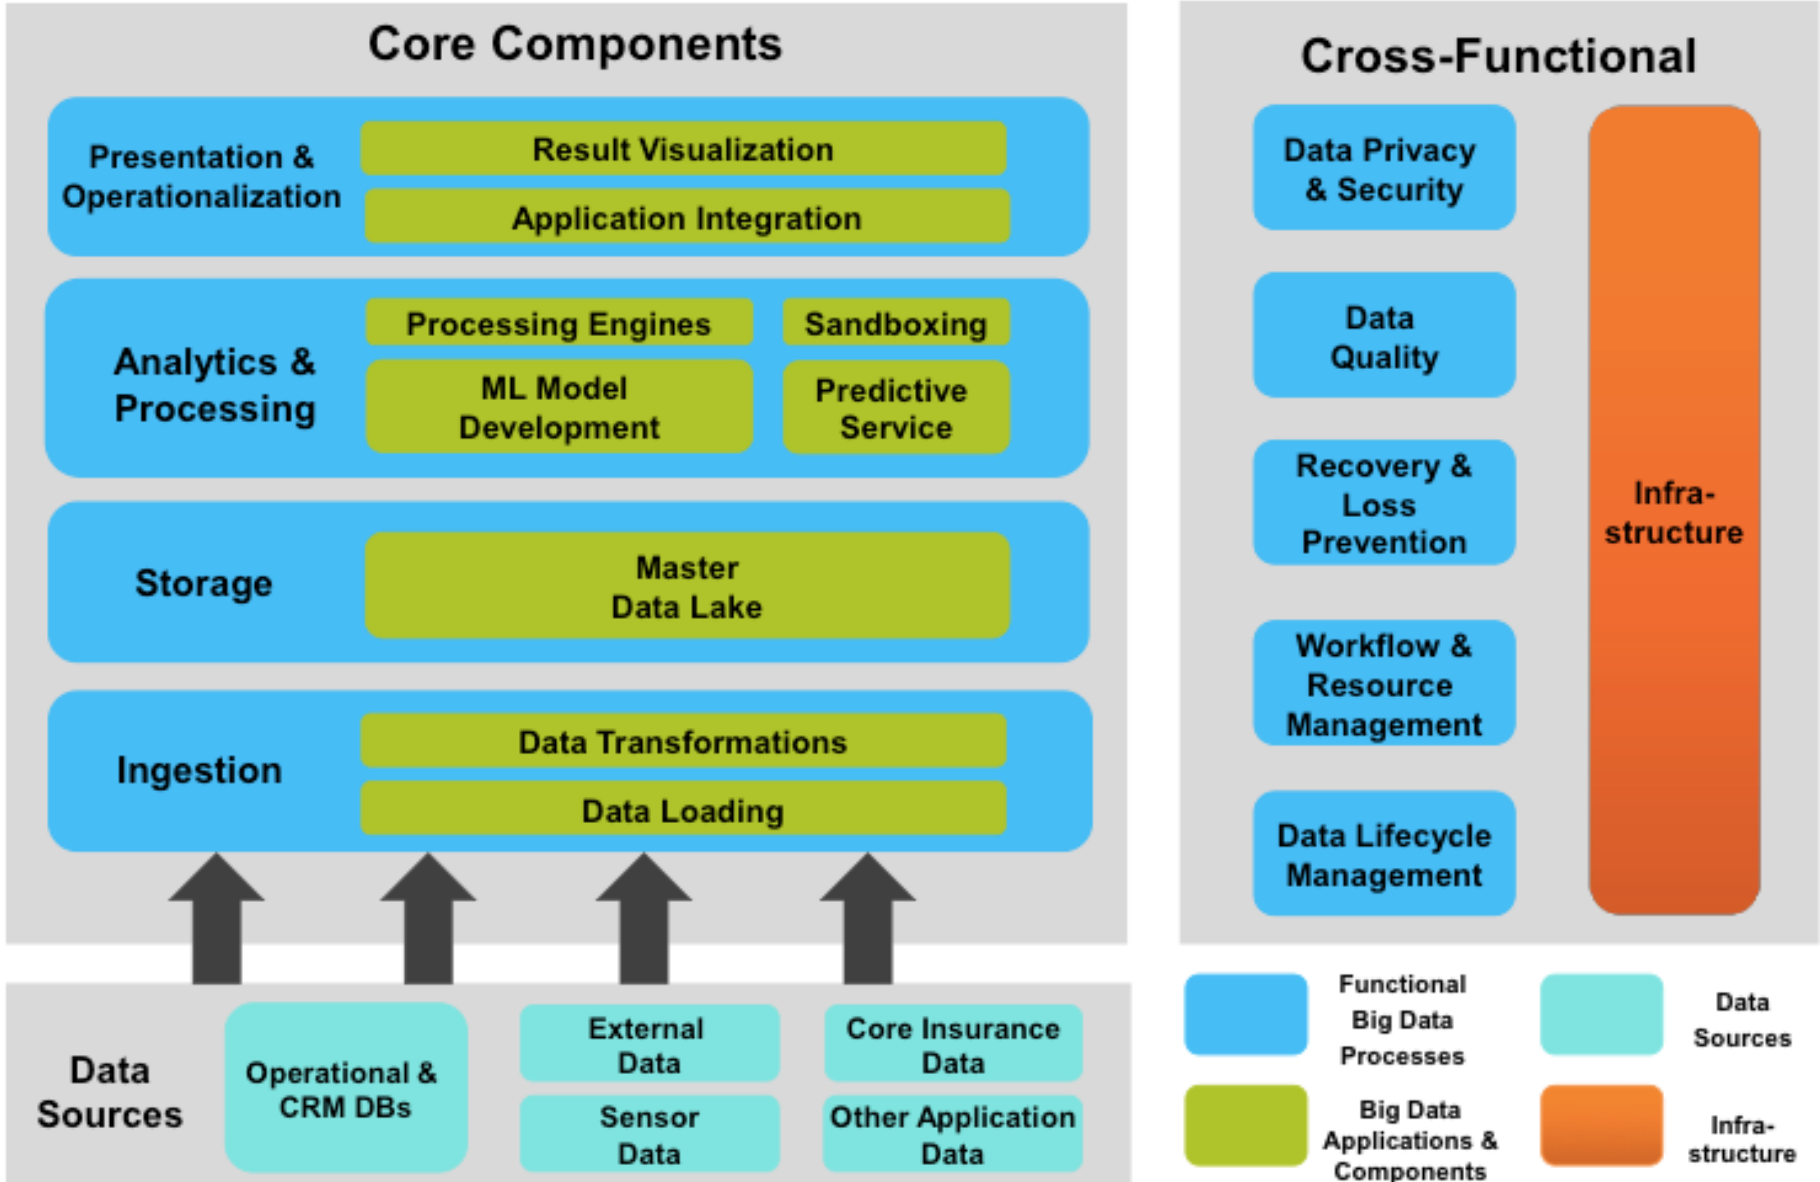 Core Components
Presentation &
Operationalization
Result Visualization
Application Integration
Analytics &
Processing
Processing Engines
Sandboxing
ML Model
Development
Predictive
Service
Storage
Master
Data Lake
Ingestion
Data Transformations
Data Loading
Data
Sources
Operational &
CRM DBs
External
Data
Sensor
Data
Core Insurance
Data
Other Application
Data
Cross-Functional
Data Privacy
& Security
Data
Quality
Recovery &
Loss
Prevention
Workflow &
Resource
Management
Data Lifecycle
Management
Infra-
structure
Functional
Big Data
Processes
Data
Sources
Big Data
Applications &
Components
Infra-
structure